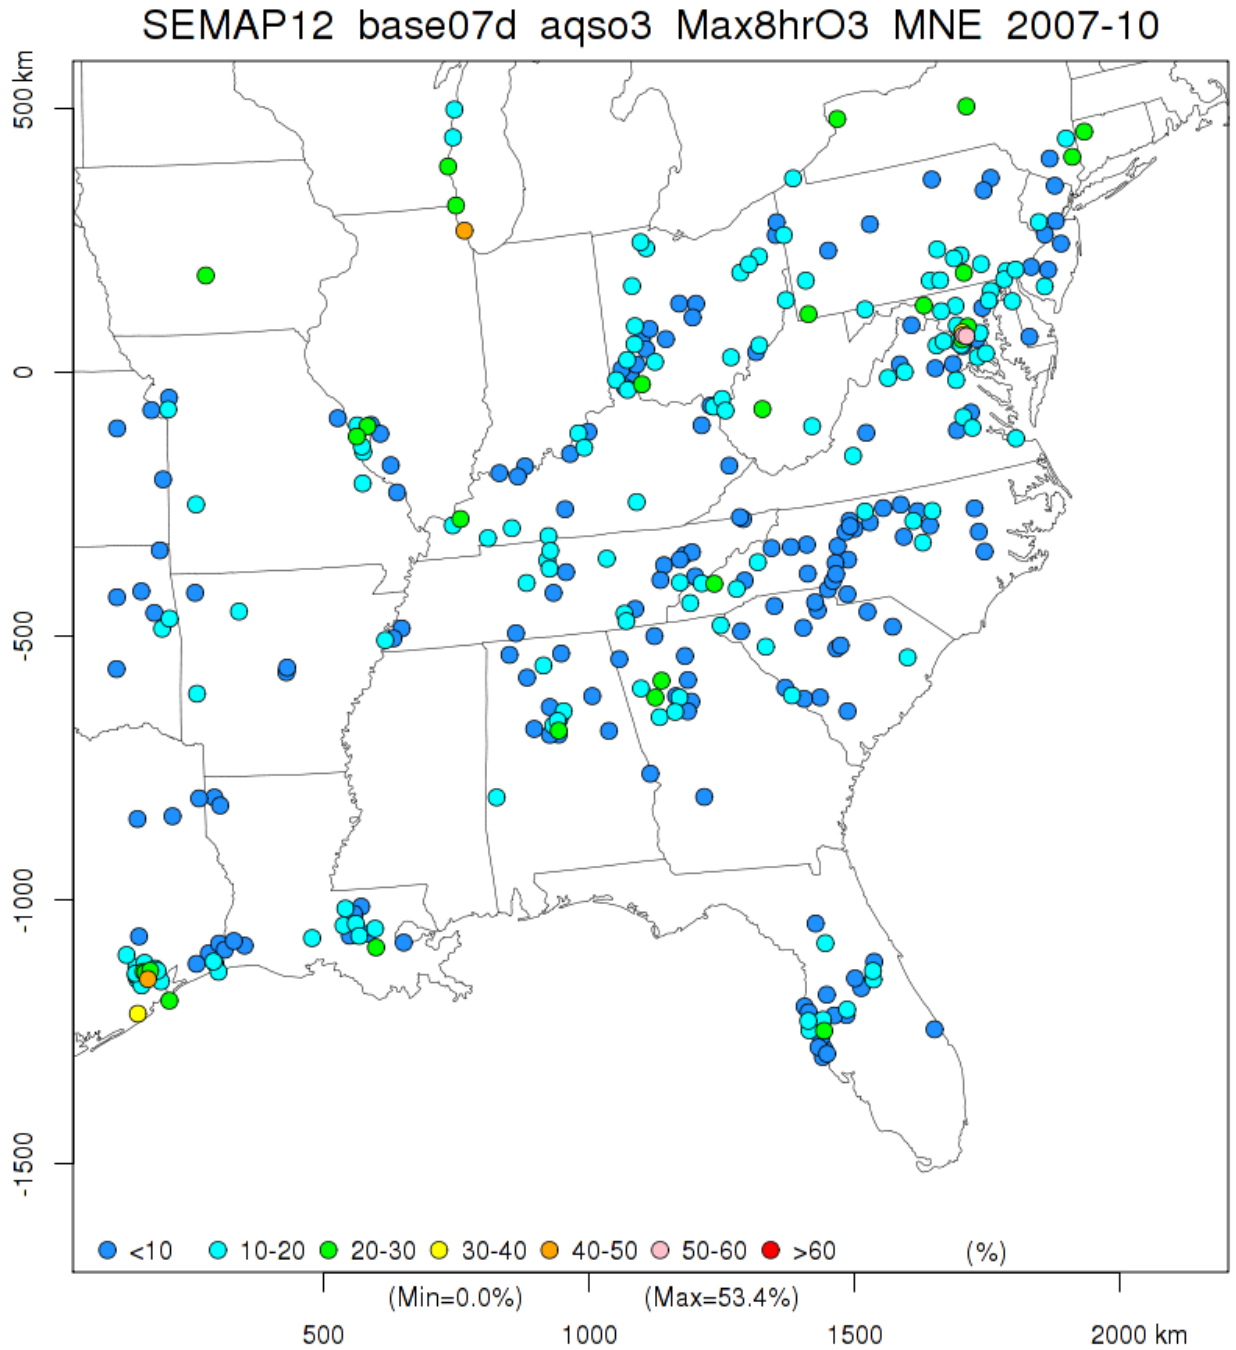 SEMAP12 base07d aqso3 Max8hrO3 MNE 2007-10
500 km
0
-500
-1000
-1500
<10 10-20 20-30 30-40 40-50 50-60 >60 (%)
(Min=0.0%) (Max=53.4%)
500 1000 1500 2000 km